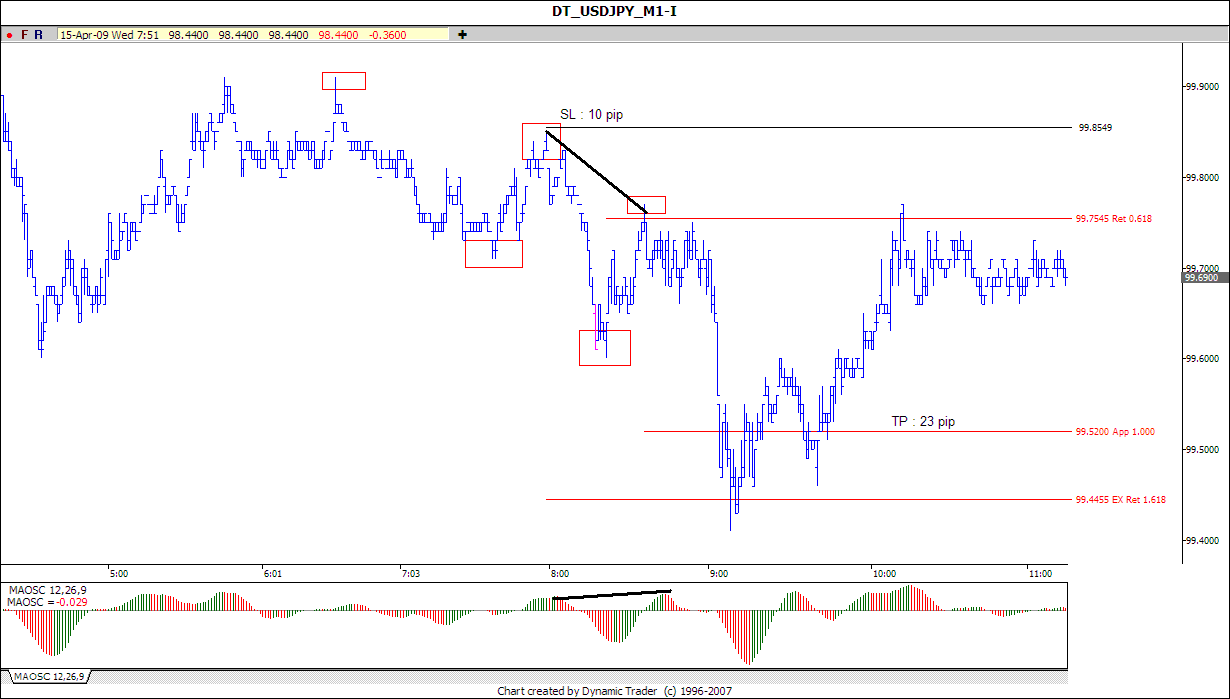 DT_USDJPY_M1-I
F R 15-Apr-09 Wed 7:51 98.4400 98.4400 98.4400 98.4400 -0.3600 +
99.9000
SL : 10 pip
99.8549
99.8000
99.7545 Ret 0.618
99.7000
99.6900
99.6000
TP : 23 pip
99.5200 App 1.000
99.5000
99.4455 EX Ret 1.618
99.4000
5:00 6:01 7:03 8:00 9:00 10:00 11:00
MAOSC 12,26,9
MAOSC =-0.029
MAOSC 12,26,9
Chart created by Dynamic Trader (c) 1996-2007